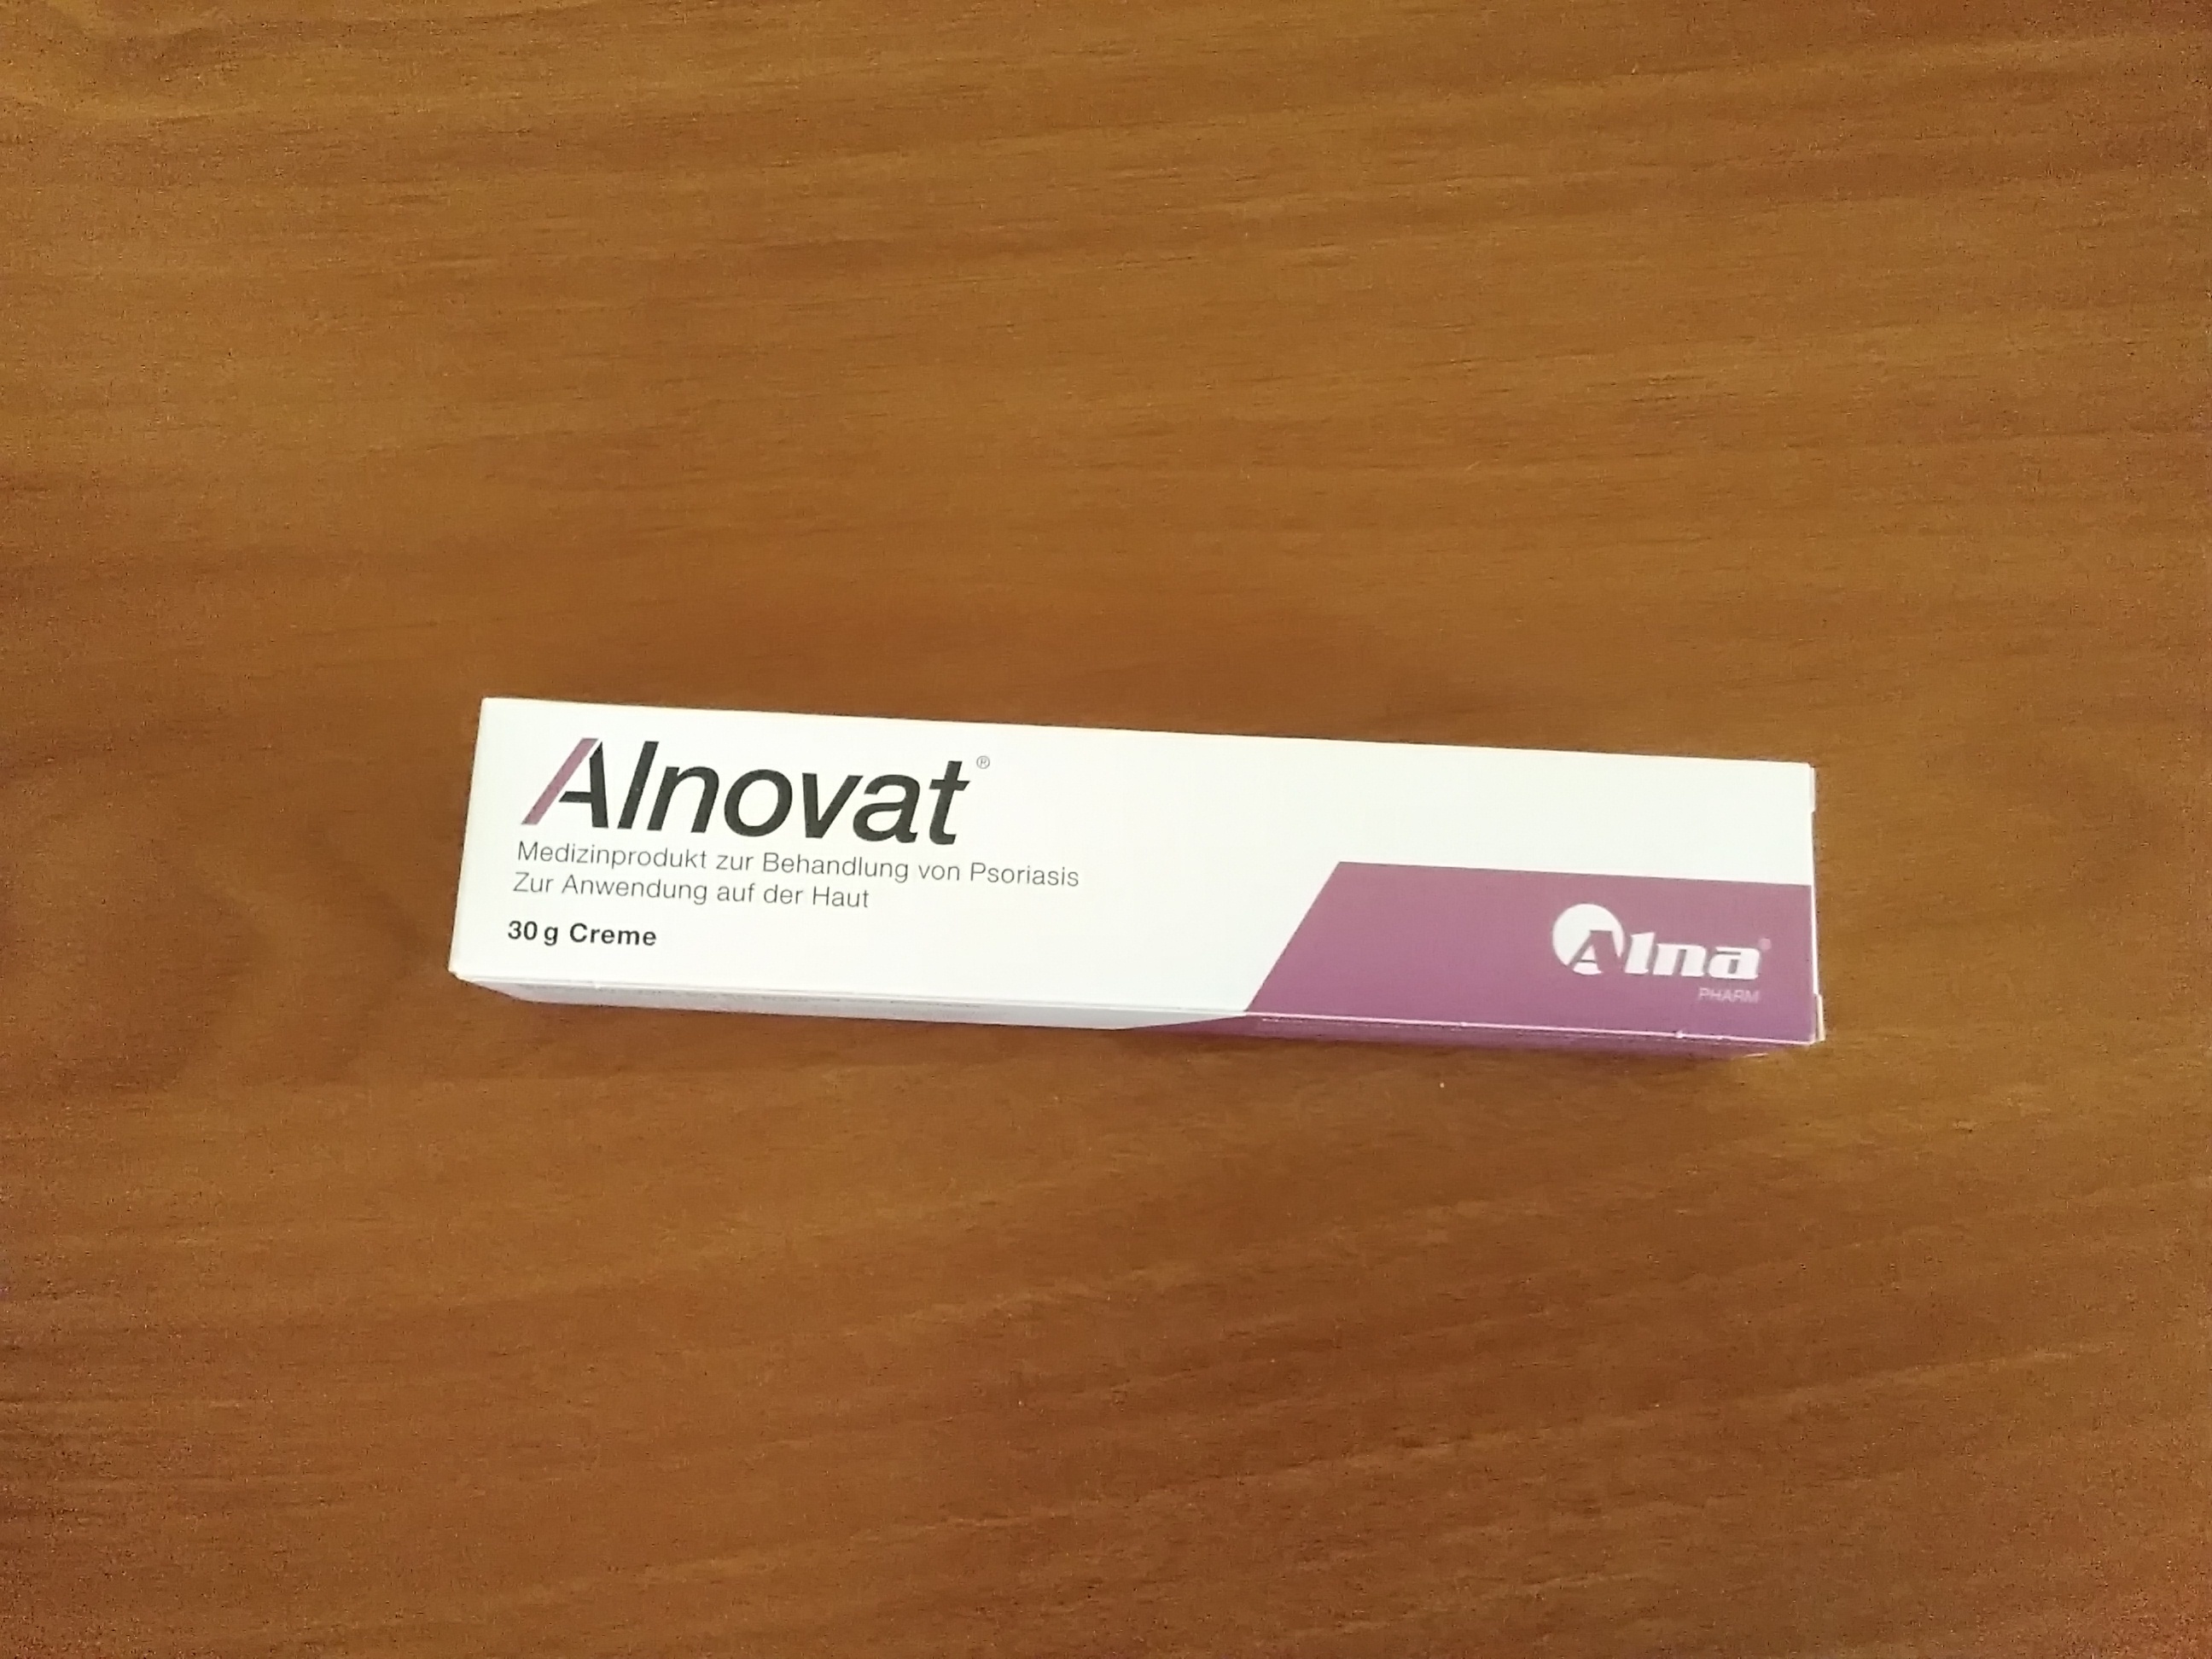 Alnovat®
Medizinprodukt zur Behandlung von Psoriasis
Zur Anwendung auf der Haut
30 g Creme
Alna®
PHARM